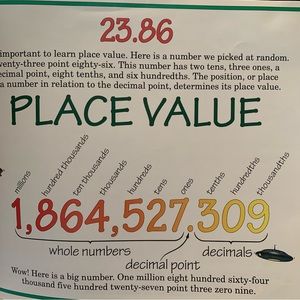 23.86
important to learn place value. Here is a number we picked at random.
wenty-three point eighty-six. This number has two tens, three ones, a
ecimal point, eight tenths, and six hundredths. The position, or place
a number in relation to the decimal point, determines its place value.
PLACE VALUE
millions hundred thousands ten thousands thousands hundreds tens ones tenths hundredths thousandths
1,864,527.309
whole numbers decimals
decimal point
Wow! Here is a big number. One million eight hundred sixty-four
thousand five hundred twenty-seven point three zero nine.